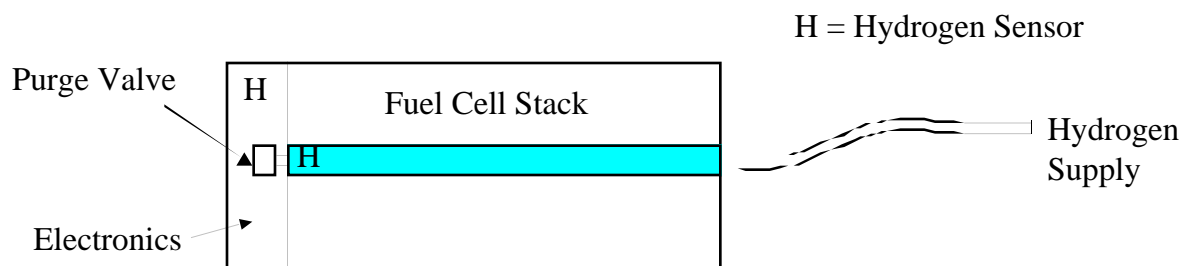 H = Hydrogen Sensor
Purge Valve
H
Fuel Cell Stack
Hydrogen
Supply
H
Electronics